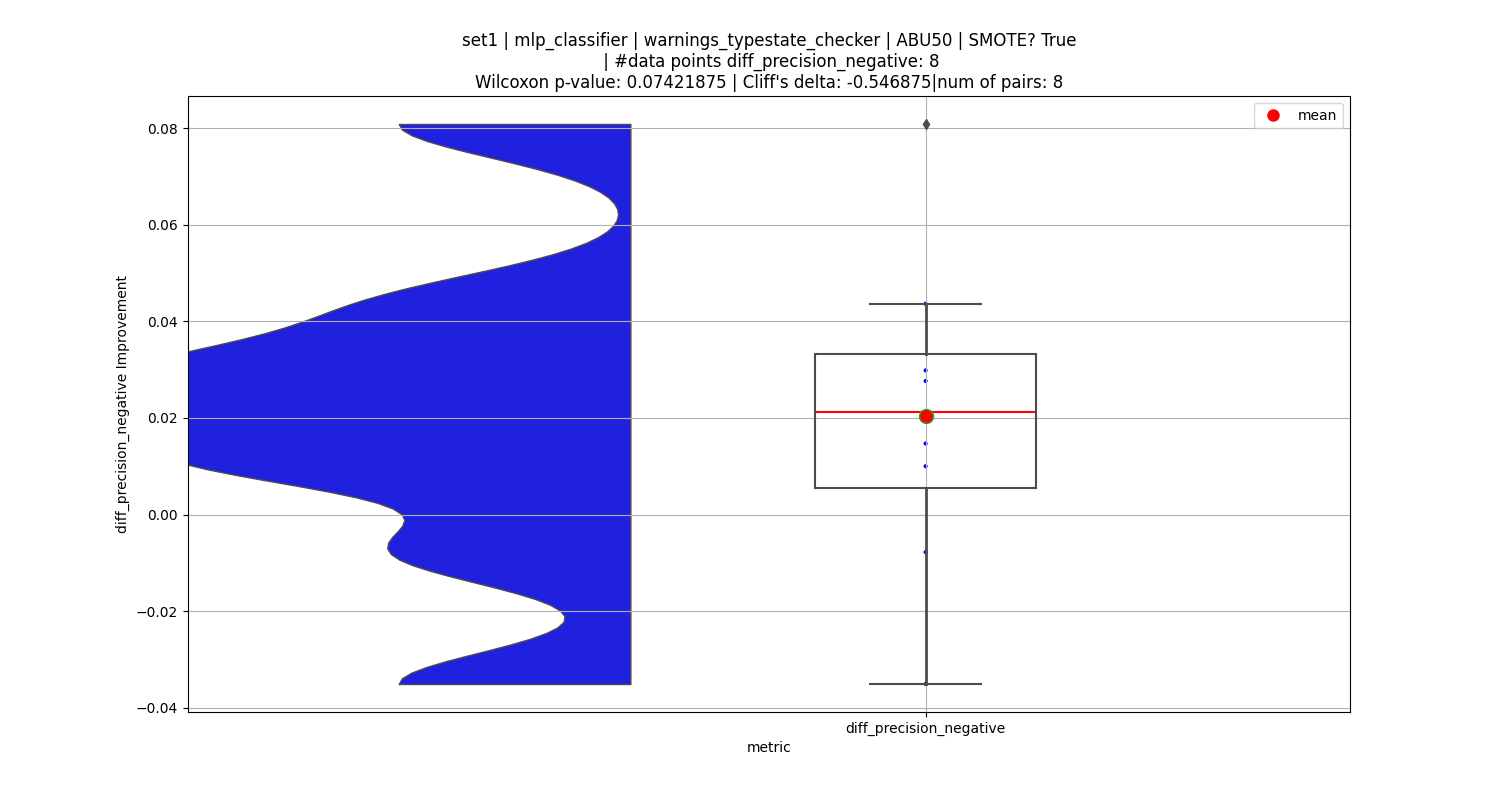 set1 | mlp_classifier | warnings_typestate_checker | ABU50 | SMOTE? True
| #data points diff_precision_negative: 8
Wilcoxon p-value: 0.07421875 | Cliff's delta: -0.546875|num of pairs: 8
mean
0.08
0.06
0.04
0.02
0.00
−0.02
−0.04
diff_precision_negative Improvement
diff_precision_negative
metric